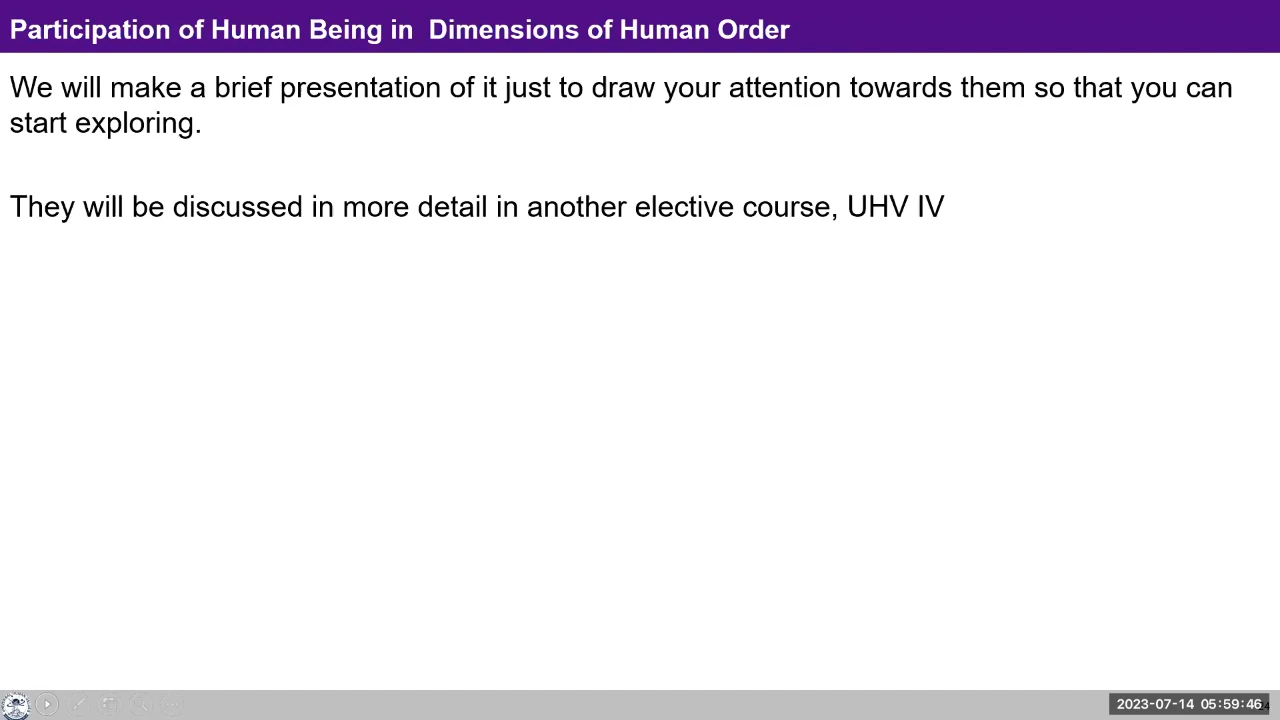 Participation of Human Being in  Dimensions of Human Order
We will make a brief presentation of it just to draw your attention towards them so that you can
start exploring.
They will be discussed in more detail in another elective course, UHV IV
2023-07-14 05:59:46